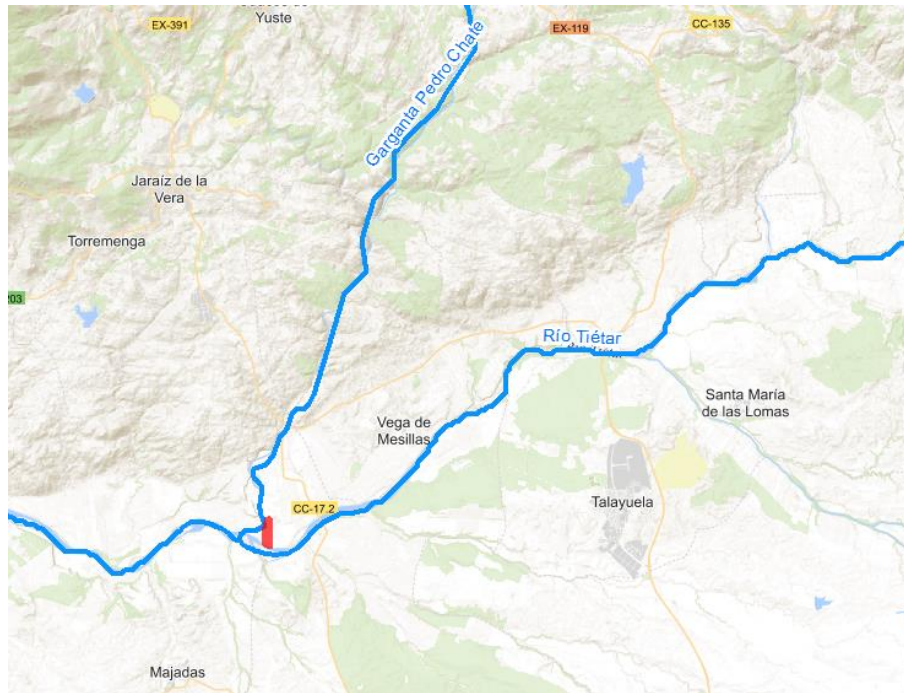 Yuste
EX-391
EX-119
CC-135
Garganta Pedro Chate
Jaraíz de la
Vera
Torremenga
203
Río Tiétar
Santa María
de las Lomas
Vega de
Mesillas
Talayuela
CC-17.2
Majadas